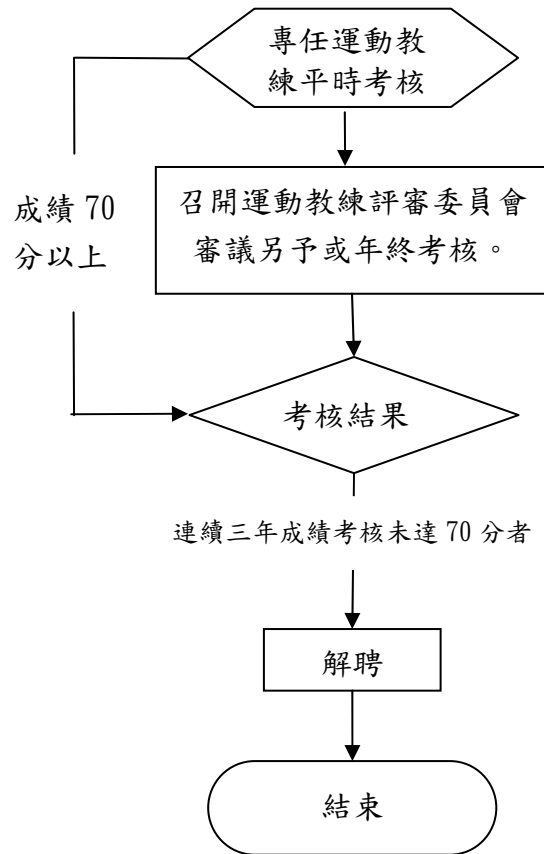 專任運動教
練平時考核
成績 70
分以上
召開運動教練評審委員會
審議另予或年終考核。
考核結果
連續三年成績考核未達 70 分者
解聘
結束